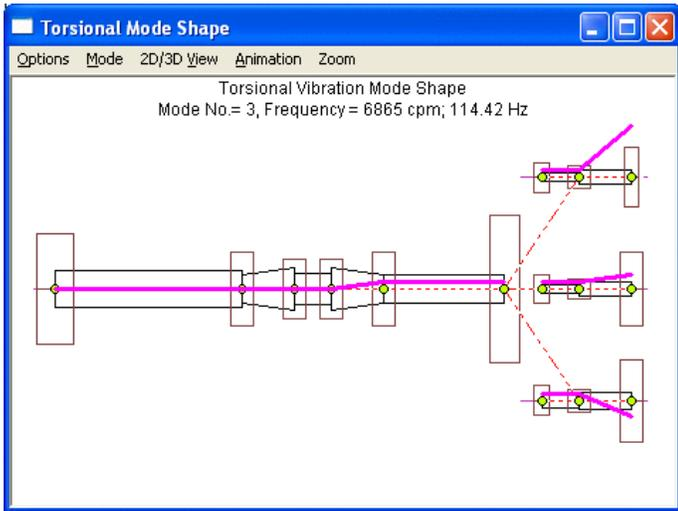 Torsional Mode Shape
Options Mode 2D/3D View Animation Zoom
Torsional Vibration Mode Shape
Mode No.= 3, Frequency = 6865 cpm; 114.42 Hz